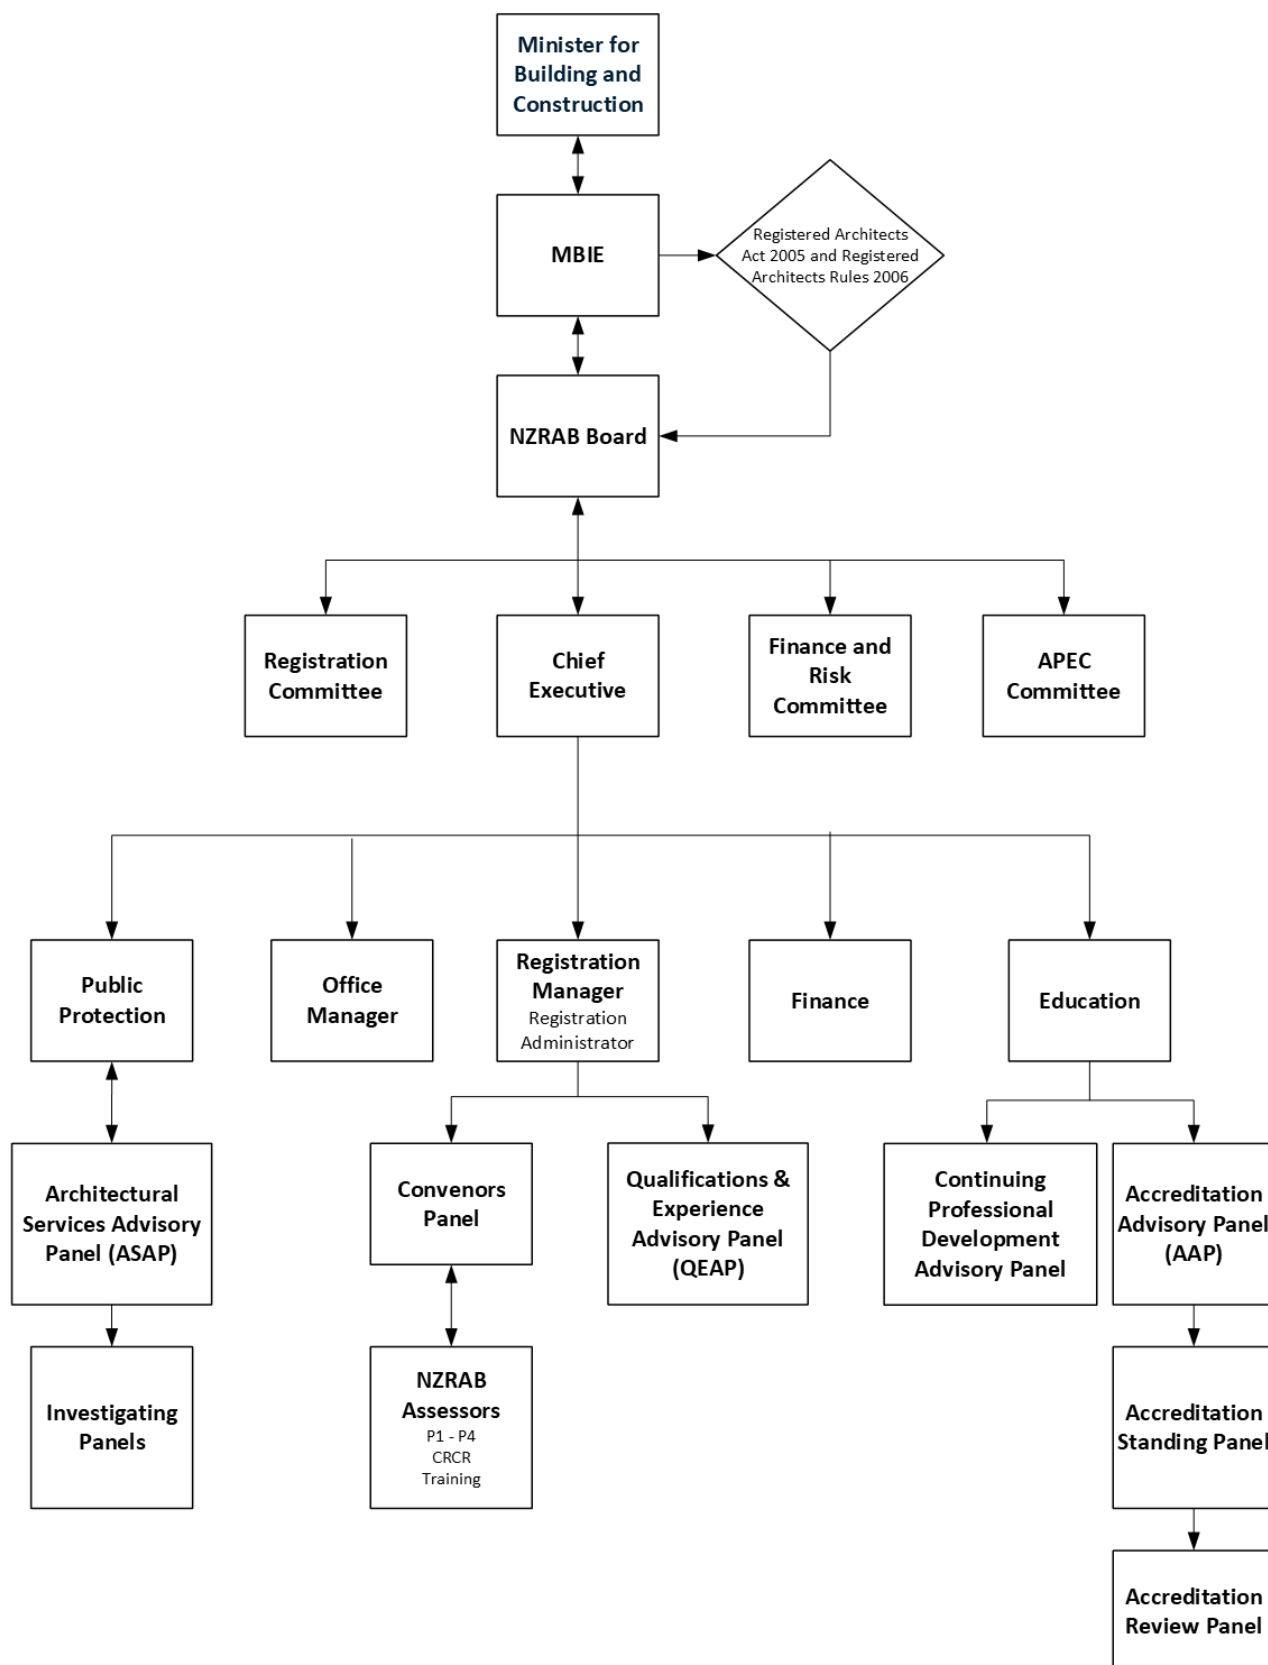 Minister for
Building and
Construction
MBIE
Registered Architects
Act 2005 and Registered
Architects Rules 2006
NZRAB Board
Registration
Committee
Chief
Executive
Finance and
Risk
Committee
APEC
Committee
Public
Protection
Office
Manager
Registration
Manager
Registration
Administrator
Finance
Education
Architectural
Services Advisory
Panel (ASAP)
Convenors
Panel
Qualifications &
Experience
Advisory Panel
(QEAP)
Continuing
Professional
Development
Advisory Panel
Accreditation
Advisory Panel
(AAP)
Investigating
Panels
NZRAB
Assessors
P1 - P4
CRCR
Training
Accreditation
Standing Panel
Accreditation
Review Panel